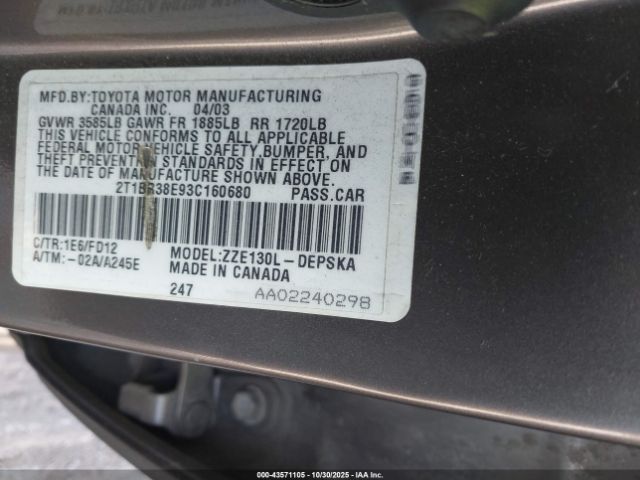 MFD.BY:TOYOTA MOTOR MANUFACTURING
CANADA INC. 04/03
GVWR 3585LB GAWR FR 1885LB RR 1720LB
THIS VEHICLE CONFORMS TO ALL APPLICABLE
FEDERAL MOTOR VEHICLE SAFETY, BUMPER, AND
THEFT PREVENTION STANDARDS IN EFFECT ON
THE DATE OF MANUFACTURE SHOWN ABOVE.
2T1BR38E93C160680 PASS.CAR
C/TR:1E6/FD12 MODEL:ZZE130L-DEPSKA
A/TM:-02A/A245E MADE IN CANADA
247 AA02240298
000-43571105 | 10/30/2025 | © IAA Holdings, LLC